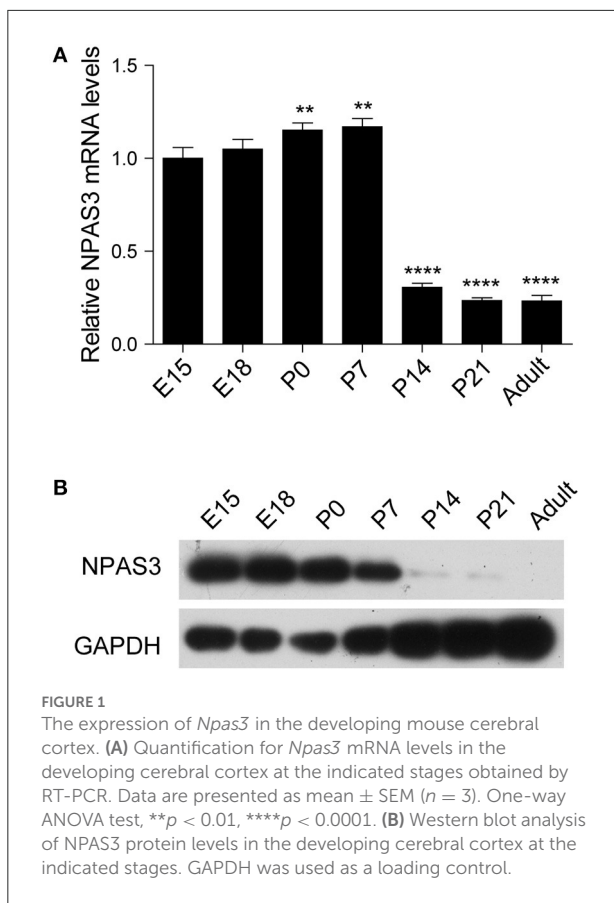 A
Relative NPAS3 mRNA levels
1.5
1.0
0.5
0.0
** **
**** **** ****
E15 E18 P0 P7 P14 P21 Adult
B
E15 E18 P0 P7 P14 P21 Adult
NPAS3
GAPDH
FIGURE 1
The expression of Npas3 in the developing mouse cerebral
cortex. (A) Quantification for Npas3 mRNA levels in the
developing cerebral cortex at the indicated stages obtained by
RT-PCR. Data are presented as mean ± SEM (n = 3). One-way
ANOVA test, **p < 0.01, ****p < 0.0001. (B) Western blot analysis
of NPAS3 protein levels in the developing cerebral cortex at the
indicated stages. GAPDH was used as a loading control.